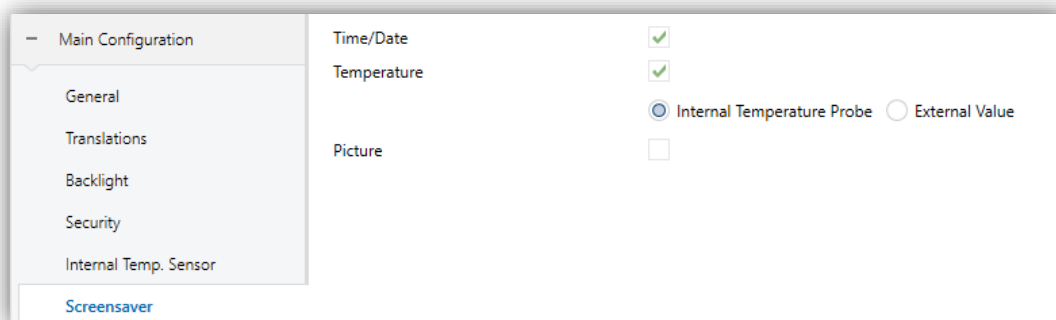 Main Configuration
General
Translations
Backlight
Security
Internal Temp. Sensor
Screensaver
Time/Date
Temperature
Internal Temperature Probe External Value
Picture